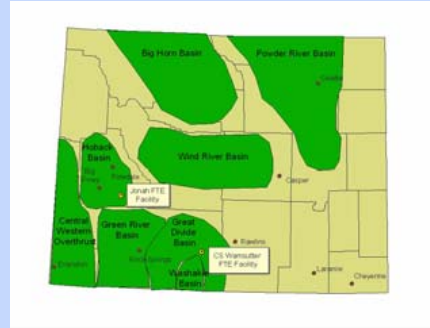 Big Horn Basin
Powder River Basin
Gillette
Hoback
Basin
Big
Piney
Pinedale
Jonah FTE
Facility
Wind River Basin
Casper
Central
Western
Overthrust
Green River
Basin
Great
Divide
Basin
Rock Springs
Rawlins
CS Wamsutter
FTE Facility
Washakie
Basin
Evanston
Laramie
Cheyenne